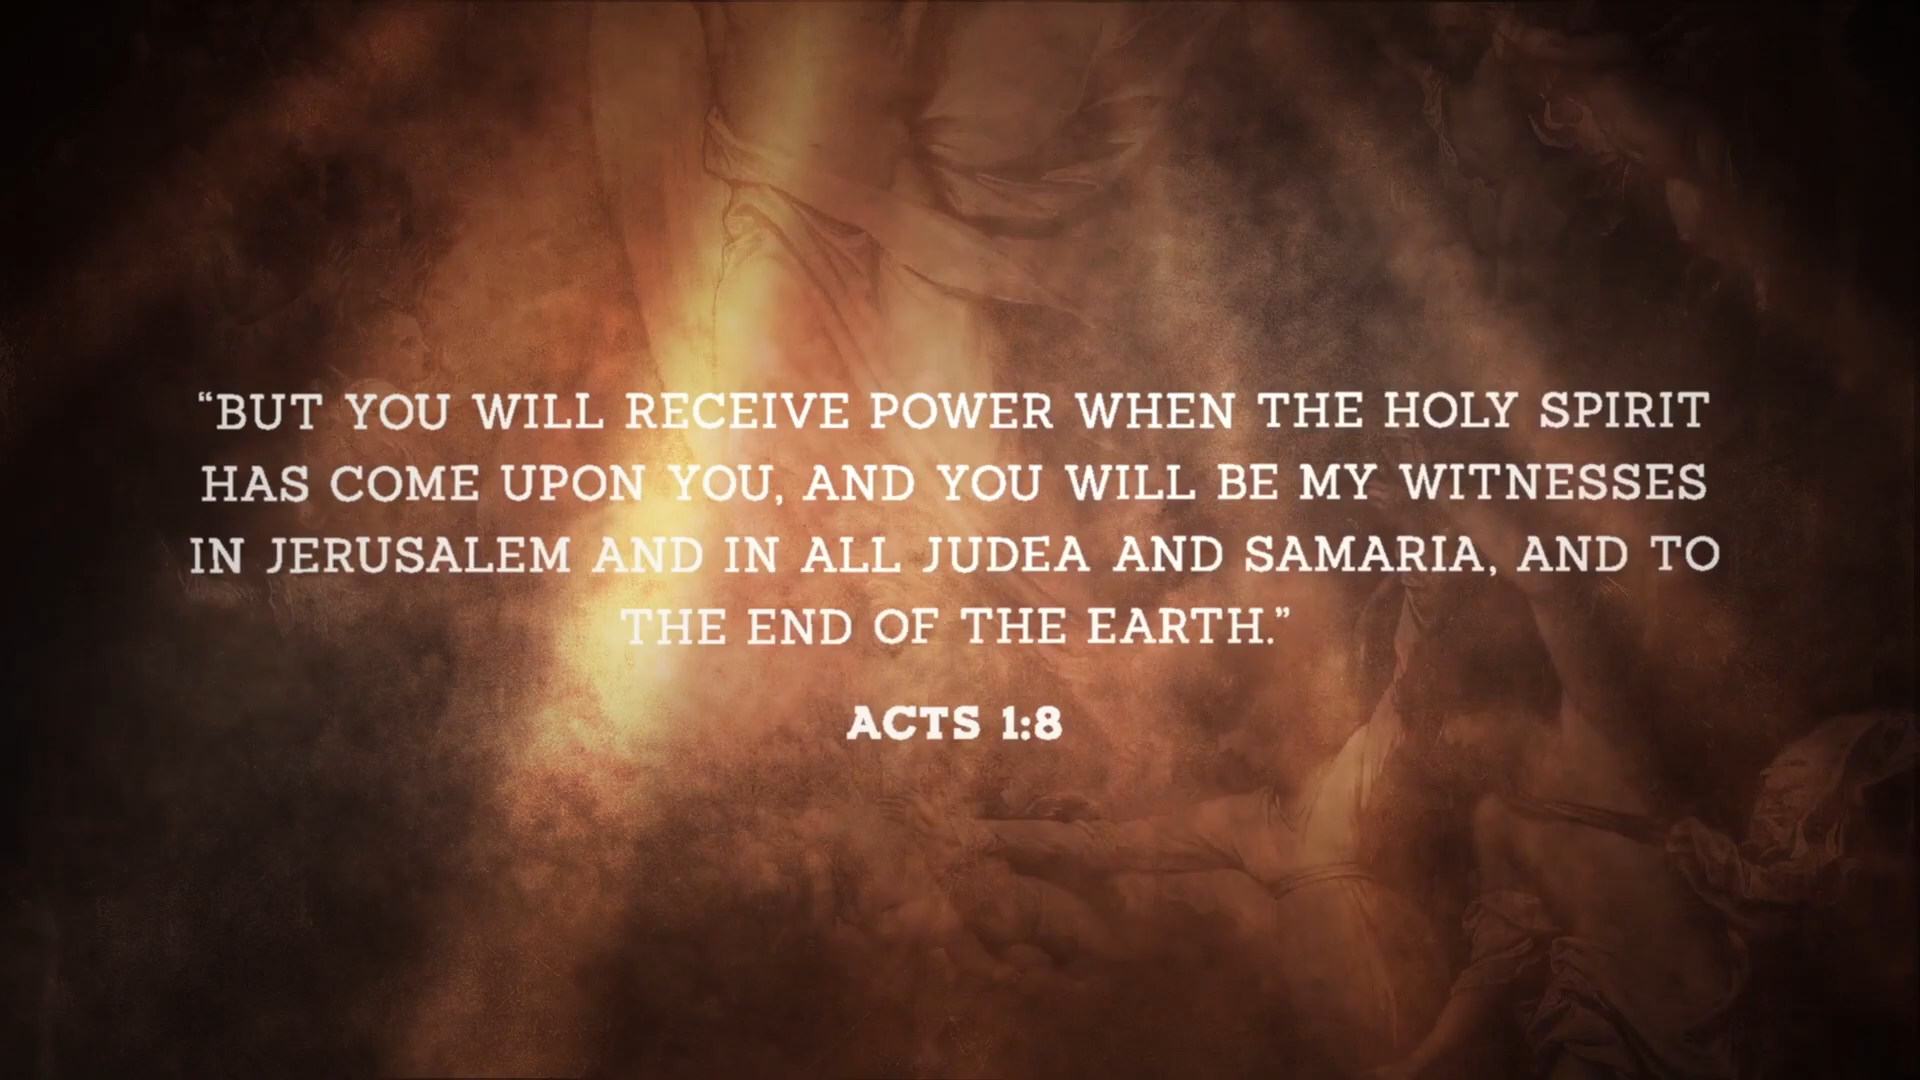 “BUT YOU WILL RECEIVE POWER WHEN THE HOLY SPIRIT
HAS COME UPON YOU, AND YOU WILL BE MY WITNESSES
IN JERUSALEM AND IN ALL JUDEA AND SAMARIA, AND TO
THE END OF THE EARTH.”
ACTS 1:8